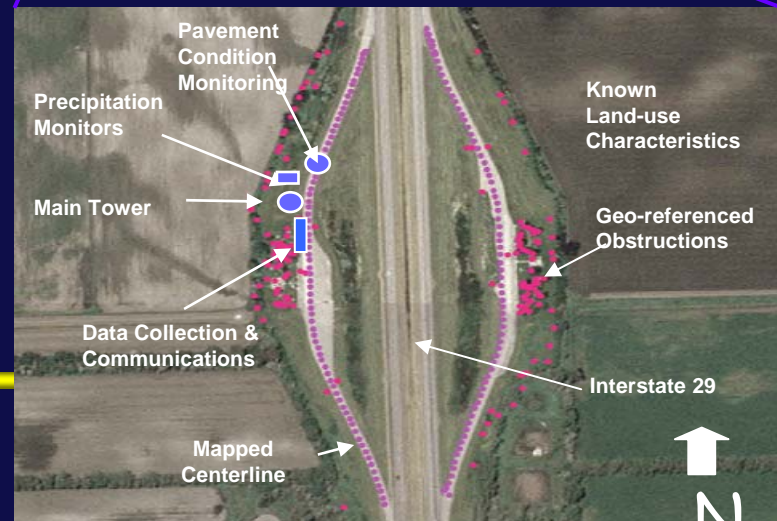 Pavement
Condition
Monitoring
Precipitation
Monitors
Known
Land-use
Characteristics
Main Tower
Geo-referenced
Obstructions
Data Collection &
Communications
Interstate 29
Mapped
Centerline
N